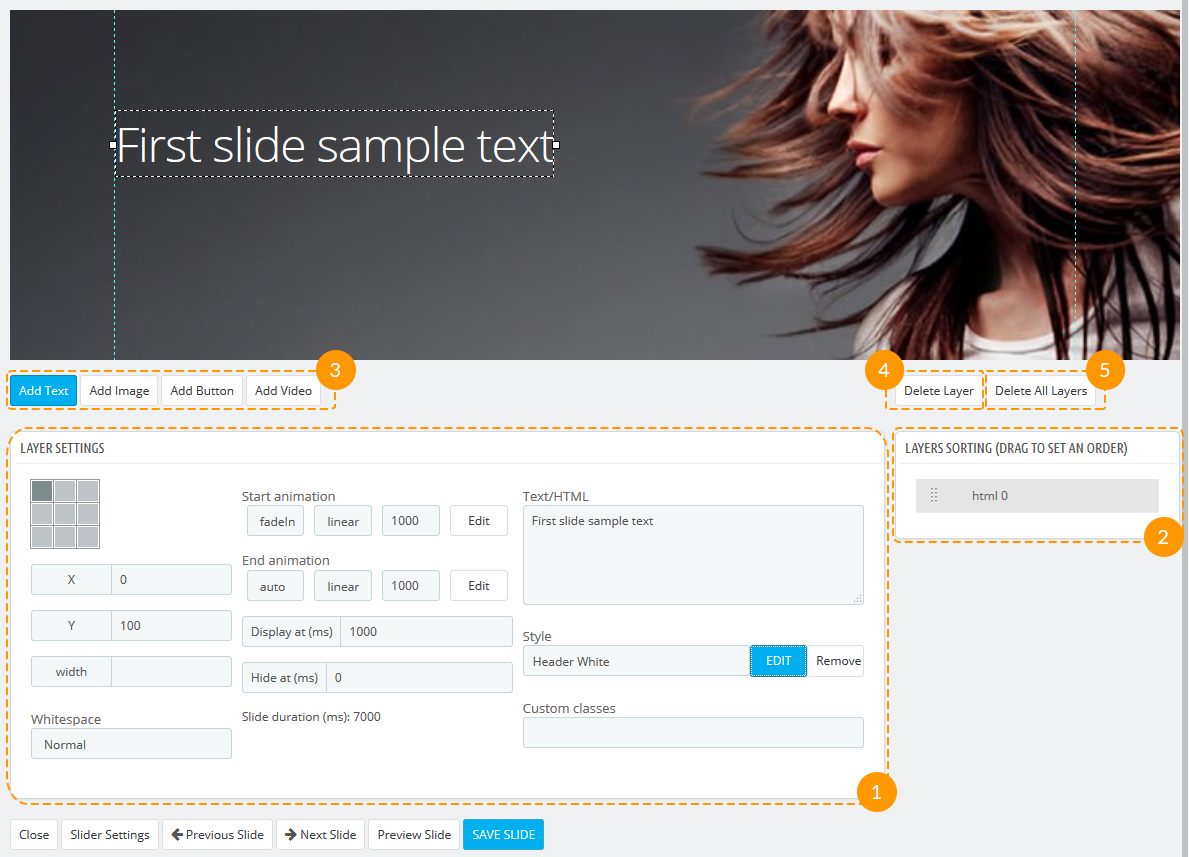 First slide sample text
3
4
5
Add Text Add Image Add Button Add Video Delete Layer Delete All Layers
LAYER SETTINGS
X 0
Y 100
width
Whitespace
Normal
Start animation
fadeIn linear 1000 Edit
End animation
auto linear 1000 Edit
Display at (ms) 1000
Hide at (ms) 0
Slide duration (ms): 7000
Text/HTML
First slide sample text
Style
Header White EDIT Remove
Custom classes
1
LAYERS SORTING (DRAG TO SET AN ORDER)
html 0
2
Close Slider Settings Previous Slide Next Slide Preview Slide SAVE SLIDE